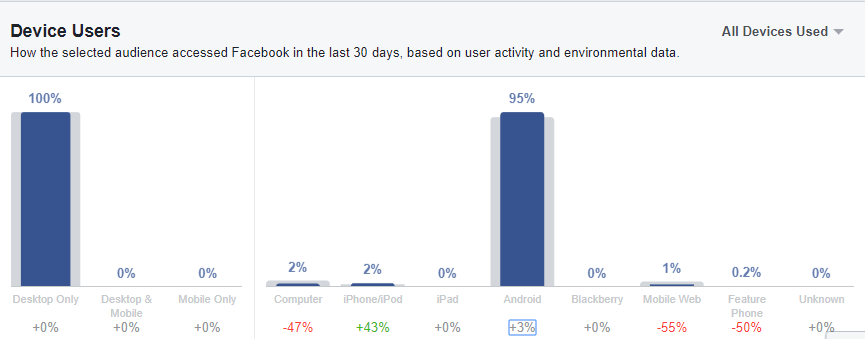 Device Users
All Devices Used
How the selected audience accessed Facebook in the last 30 days, based on user activity and environmental data.
100%
0%
0%
2%
2%
0%
95%
0%
1%
0.2%
0%
Desktop Only
Desktop &
Mobile
Mobile Only
Computer
iPhone/iPod
iPad
Android
Blackberry
Mobile Web
Feature
Phone
Unknown
+0%
+0%
+0%
-47%
+43%
+0%
+3%
+0%
-55%
-50%
+0%